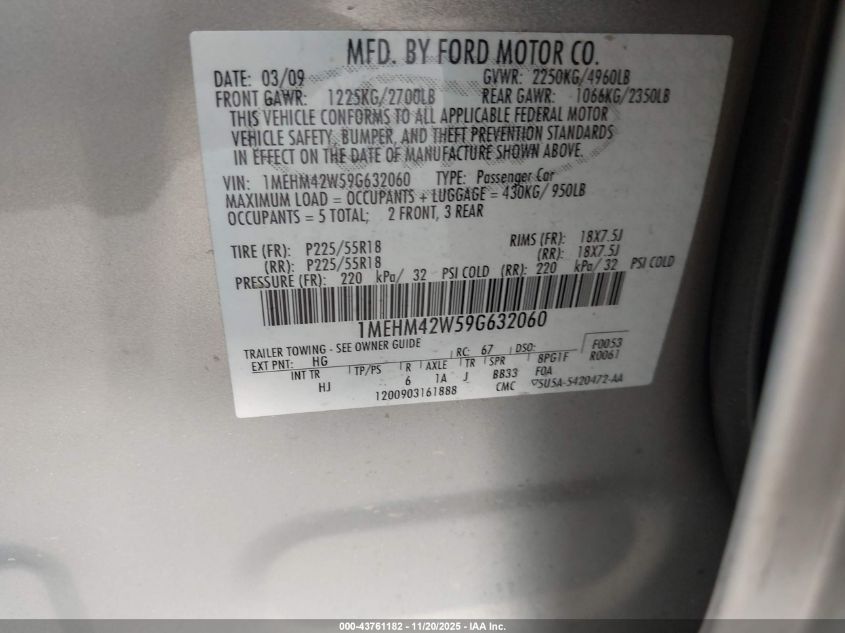 MFD. BY FORD MOTOR CO.
DATE: 03/09 GVWR: 2250KG/4960LB
FRONT GAWR: 1225KG/2700LB REAR GAWR: 1066KG/2350LB
THIS VEHICLE CONFORMS TO ALL APPLICABLE FEDERAL MOTOR
VEHICLE SAFETY, BUMPER, AND THEFT PREVENTION STANDARDS
IN EFFECT ON THE DATE OF MANUFACTURE SHOWN ABOVE.
VIN: 1MEHM42W59G632060 TYPE: Passenger Car
MAXIMUM LOAD = OCCUPANTS + LUGGAGE = 430KG/ 950LB
OCCUPANTS = 5 TOTAL; 2 FRONT, 3 REAR
TIRE (FR): P225/55R18 RIMS (FR): 18X7.5J
(RR): P225/55R18 (RR): 18X7.5J
PRESSURE (FR): 220 kPa/ 32 PSI COLD (RR): 220 kPa/ 32 PSI COLD
1MEHM42W59G632060
TRAILER TOWING - SEE OWNER GUIDE F0053
EXT PNT: HG RC: 67 DSO: R0061
INT TR TP/PS R AXLE TR SPR 8PG1F
HJ 6 1A J BB33 FOA
1200903161888 CMC 5U5A-5420472-AA
000-43761182 - 11/20/2025 - IAA Inc.